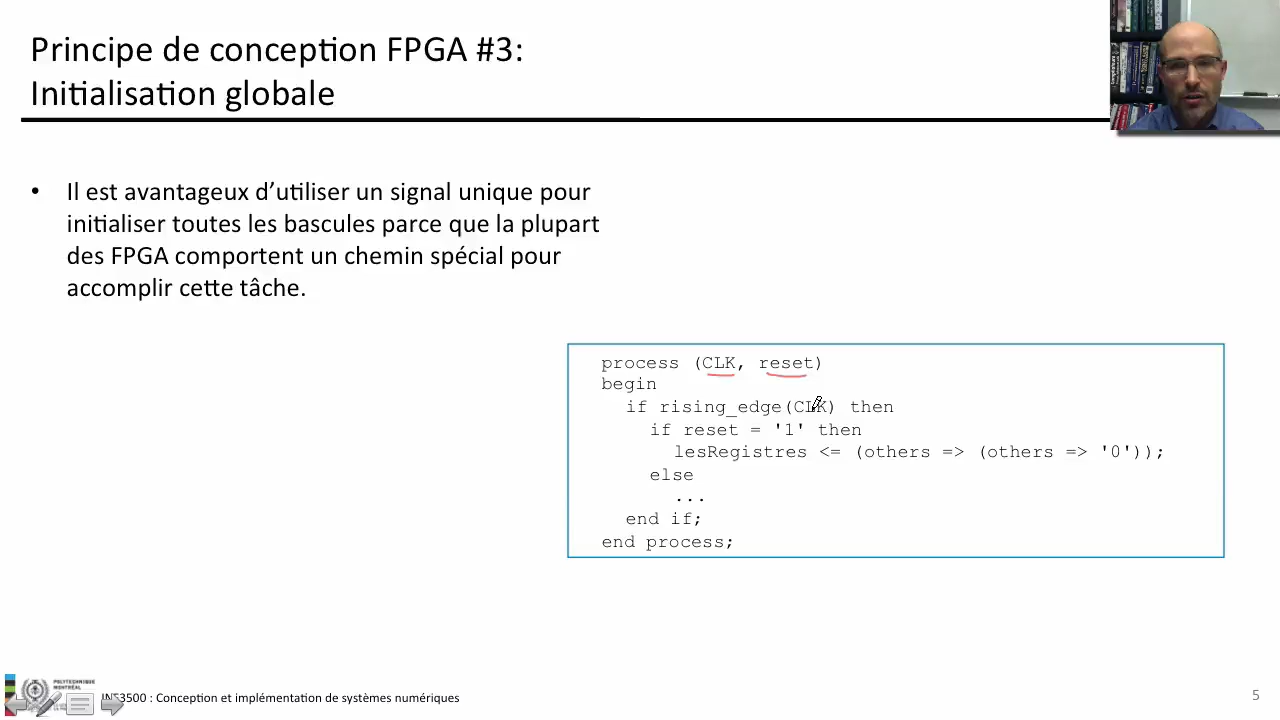 Principe de conception FPGA #3:
Initialisation globale
• Il est avantageux d’utiliser un signal unique pour
initialiser toutes les bascules parce que la plupart
des FPGA comportent un chemin spécial pour
accomplir cette tâche.
process (CLK, reset)
begin
if rising_edge(CLK) then
if reset = '1' then
lesRegistres <= (others => (others => '0'));
else
...
end if;
end process;
POLYTECHNIQUE
MONTRÉAL
INF3500 : Conception et implémentation de systèmes numériques
5